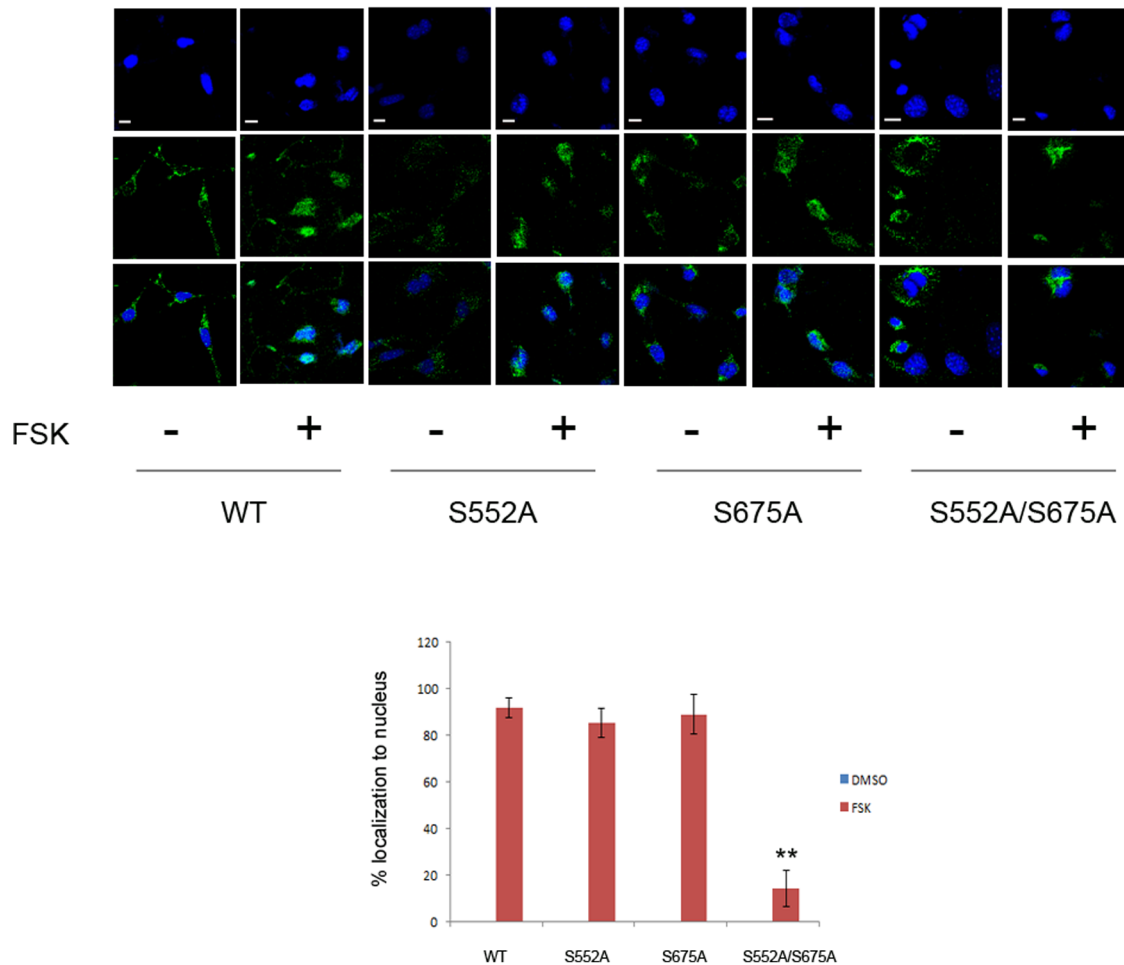 FSK - + - + - + - +
WT S552A S675A S552A/S675A
120
100
80
60
40
20
0
% localization to nucleus
**
DMSO
FSK
WT S552A S675A S552A/S675A